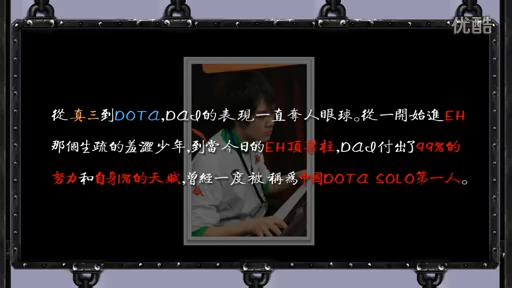 优酷
從真三到DOTA,DAI的表現一直奪人眼球。從一開始進EH
那個生疏的羞澀少年,到當今日的EH頂梁柱,DAI付出了99%的
努力和自身1%的天賦,曾經一度被稱爲中國DOTA SOLO第一人。